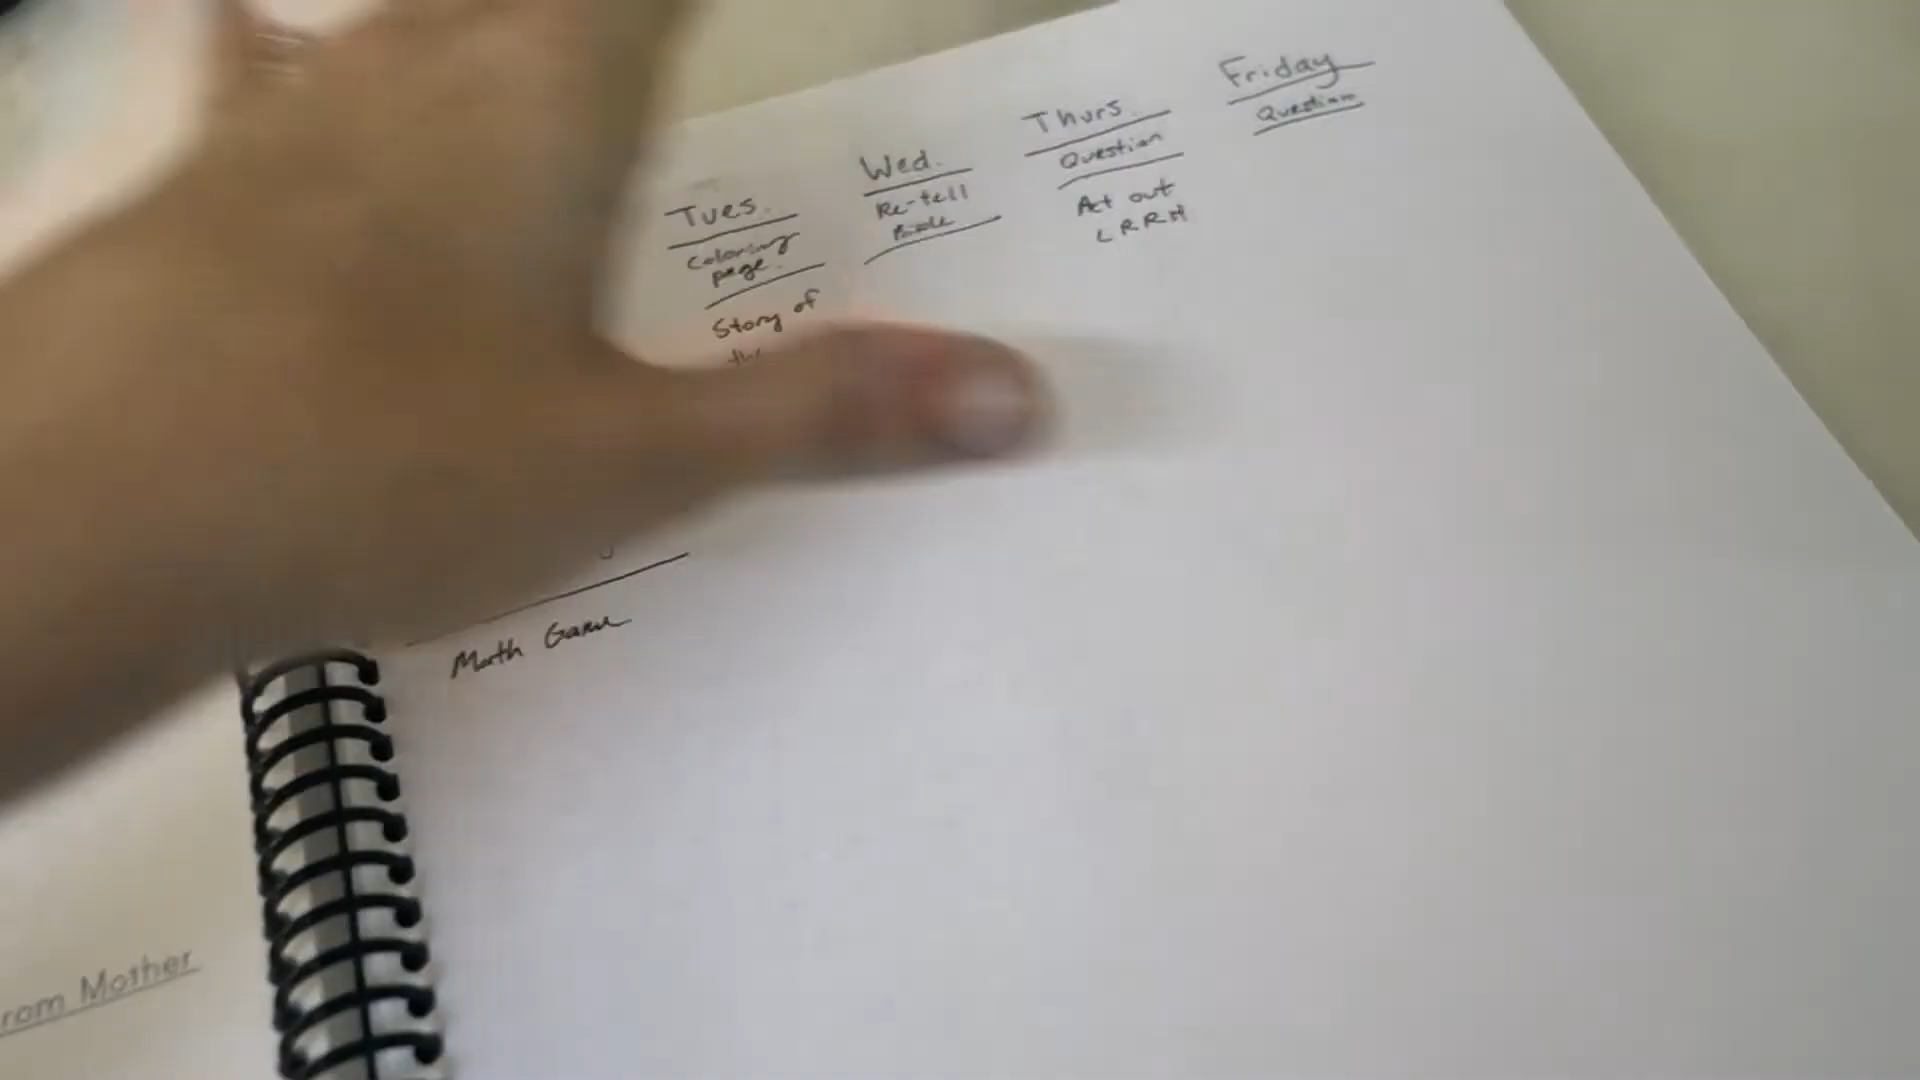 Tues.
Coloring
page.
Story of
the
Wed.
Re-tell
Thurs.
Question
Act out
LRRH
Friday
Question
Math Game
rom Mother